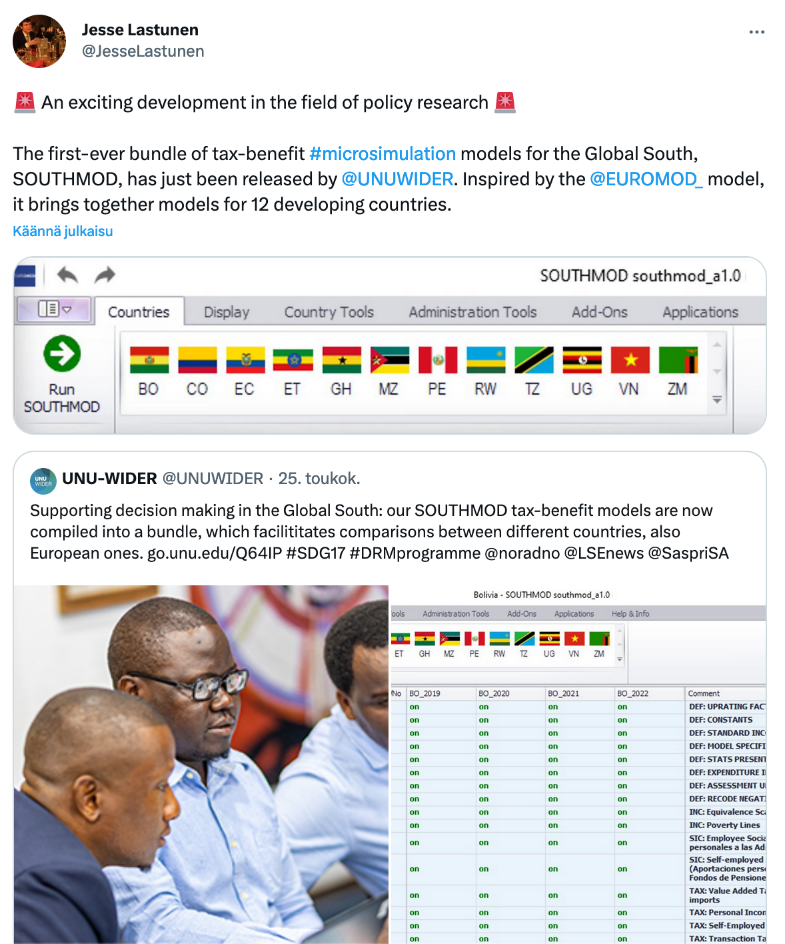 Jesse Lastunen
@JesseLastunen
An exciting development in the field of policy research
The first-ever bundle of tax-benefit #microsimulation models for the Global South,
SOUTHMOD, has just been released by @UNUWIDER. Inspired by the @EUROMOD_ model,
it brings together models for 12 developing countries.
Käännä julkaisu
SOUTHMOD southmod_a1.0
Countries Display Country Tools Administration Tools Add-Ons Applications
Run
SOUTHMOD
BO CO EC ET GH MZ PE RW TZ UG VN ZM
UNU
WIDER
UNU-WIDER @UNUWIDER · 25. toukok.
Supporting decision making in the Global South: our SOUTHMOD tax-benefit models are now
compiled into a bundle, which facilititates comparisons between different countries, also
European ones. go.unu.edu/Q64IP #SDG17 #DRMprogramme @noradno @LSEnews @SaspriSA
Bolivia - SOUTHMOD southmod_a1.0
ools Administration Tools Add-Ons Applications Help & Info
ET GH MZ PE RW TZ UG VN ZM
No BO_2019 BO_2020 BO_2021 BO_2022 Comment
on on on on DEF: UPRATING FAC
on on on on DEF: CONSTANTS
on on on on DEF: STANDARD INC
on on on on DEF: MODEL SPECIFI
on on on on DEF: STATS PRESENT
on on on on DEF: EXPENDITURE I
on on on on DEF: ASSESSMENT U
on on on on DEF: RECODE NEGAT
on on on on INC: Equivalence Sca
on on on on INC: Poverty Lines
on on on on SIC: Employee Socia
personales a las Ad
on on on on SIC: Self-employed
(Aportaciones perso
Fondos de Pensione
on on on on TAX: Value Added Ta
imports
on on on on TAX: Personal Incon
on on on on TAX: Self-Employed
on on on on TAX: Transaction Ta